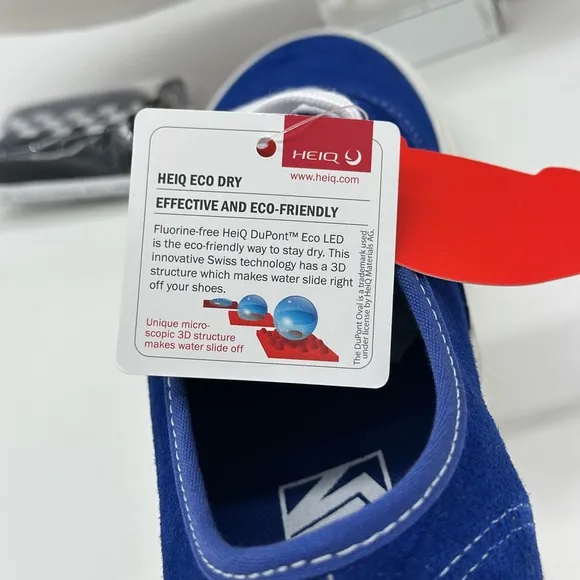 HEIQ
www.heiq.com
HEIQ ECO DRY
EFFECTIVE AND ECO-FRIENDLY
Fluorine-free HeiQ DuPont™ Eco LED
is the eco-friendly way to stay dry. This
innovative Swiss technology has a 3D
structure which makes water slide right
off your shoes.
Unique micro-
scopic 3D structure
makes water slide off
The DuPont Oval is a trademark used
under license by HeiQ Materials AG.